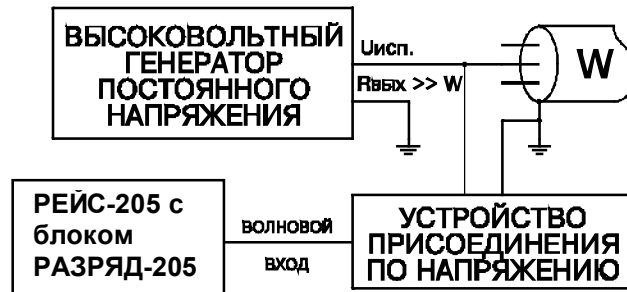 ВЫСОКОВОЛЬТНЫЙ
ГЕНЕРАТОР
ПОСТОЯННОГО
НАПРЯЖЕНИЯ
Uисп.
Rвых >> W
W
РЕЙС-205 с
блоком
РАЗРЯД-205
ВОЛНОВОЙ
ВХОД
УСТРОЙСТВО
ПРИСОЕДИНЕНИЯ
ПО НАПРЯЖЕНИЮ